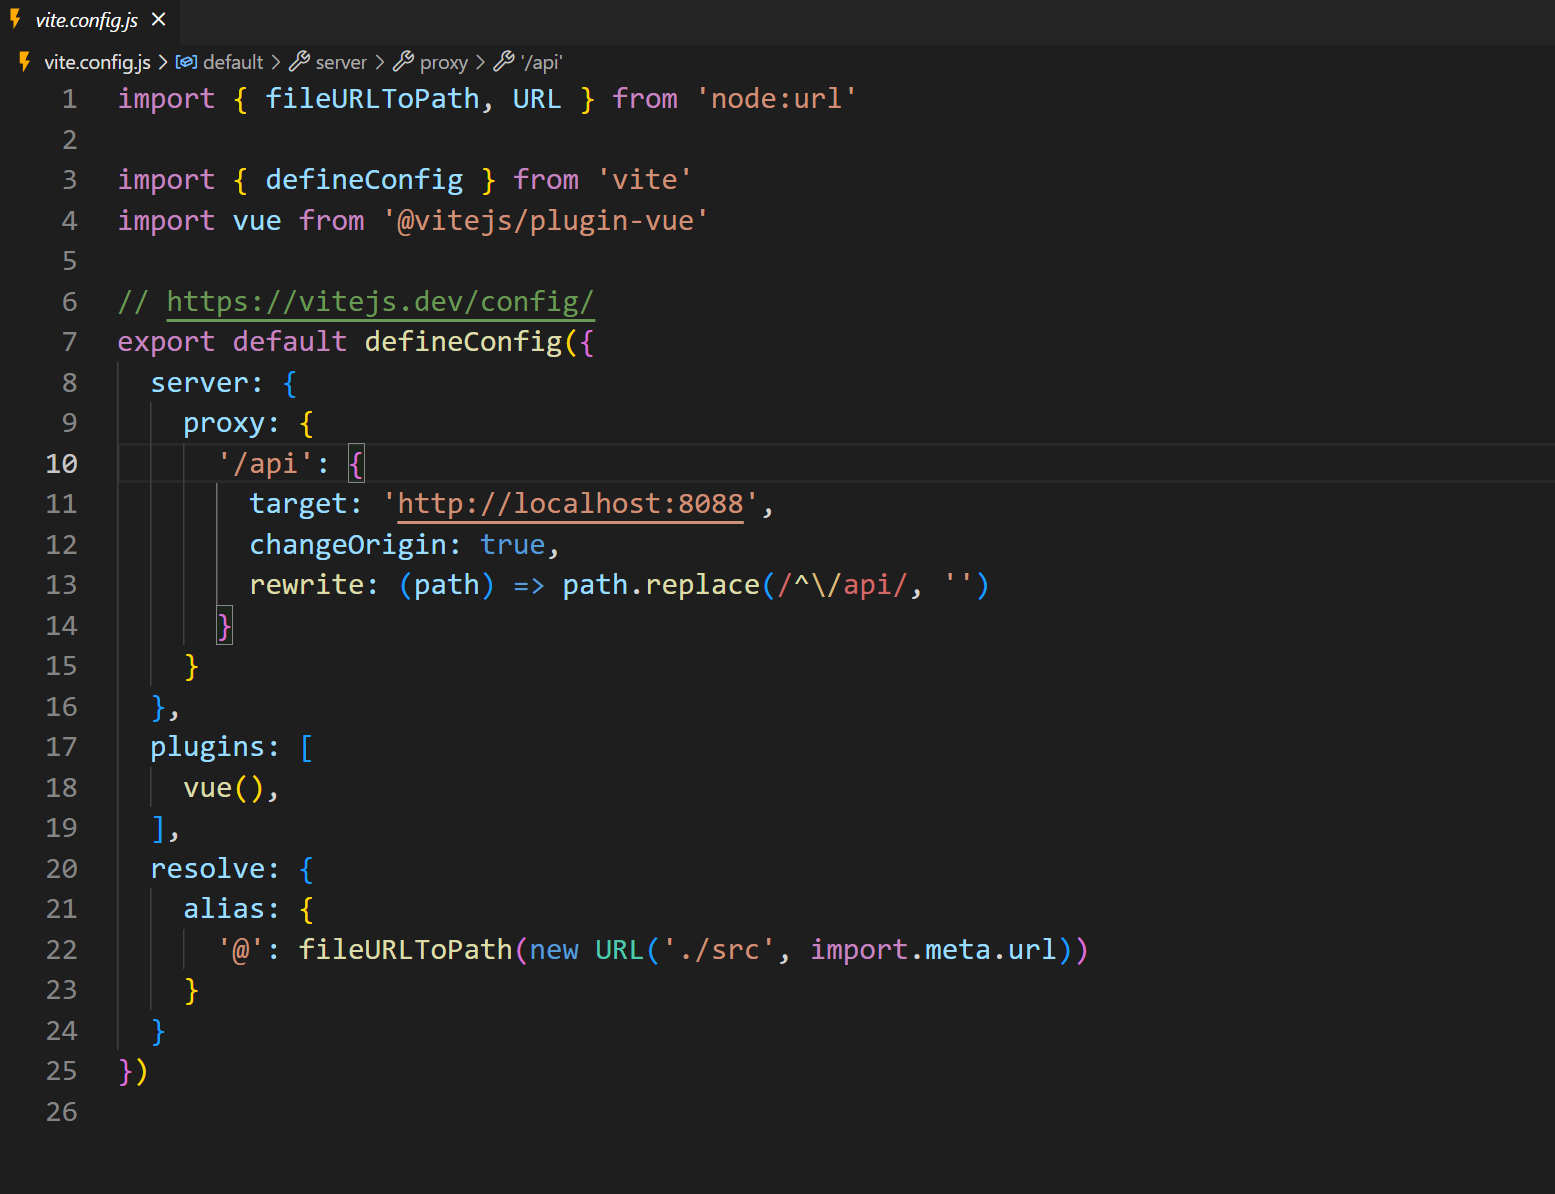 vite.config.js
vite.config.js > default > server > proxy > '/api'
1 import { fileURLToPath, URL } from 'node:url'
2
3 import { defineConfig } from 'vite'
4 import vue from '@vitejs/plugin-vue'
5
6 // https://vitejs.dev/config/
7 export default defineConfig({
8   server: {
9     proxy: {
10       '/api': {
11         target: 'http://localhost:8088',
12         changeOrigin: true,
13         rewrite: (path) => path.replace(/^\/api/, '')
14       }
15     }
16   },
17   plugins: [
18     vue(),
19   ],
20   resolve: {
21     alias: {
22       '@': fileURLToPath(new URL('./src', import.meta.url))
23     }
24   }
25 })
26